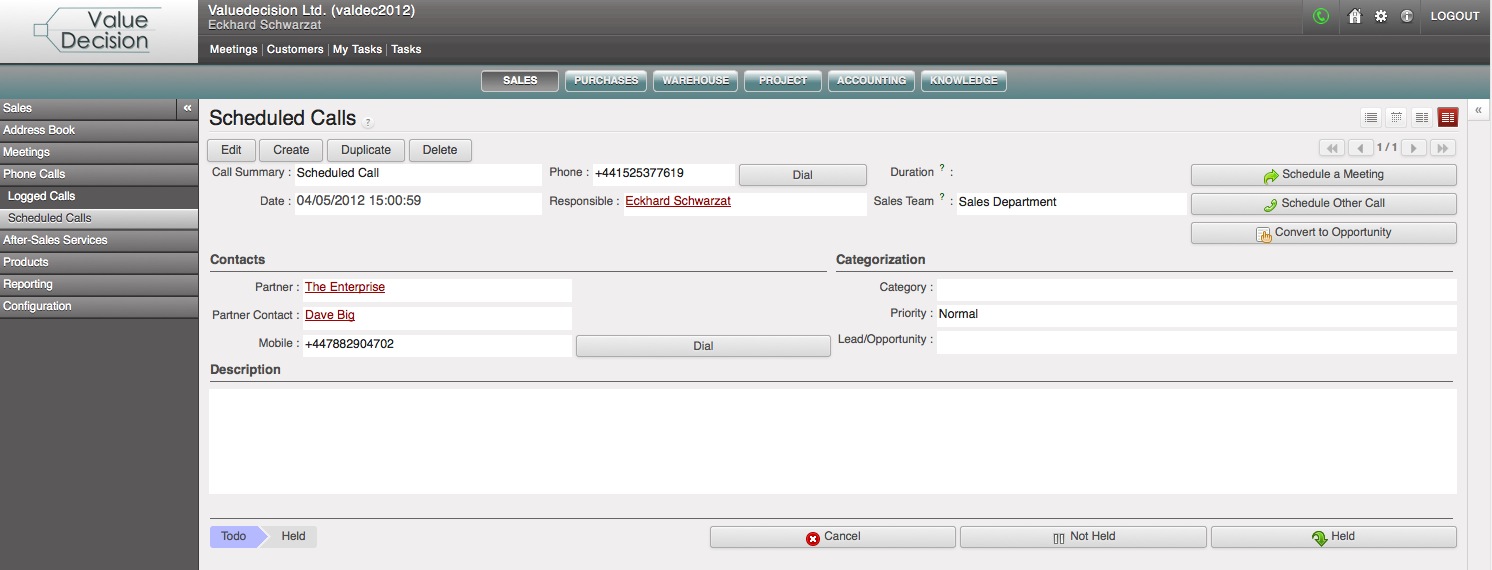 Value
Decision
Valuedecision Ltd. (valdec2012)
Eckhard Schwarzat
Meetings | Customers | My Tasks | Tasks
LOGOUT
SALES PURCHASES WAREHOUSE PROJECT ACCOUNTING KNOWLEDGE
Sales «
Address Book
Meetings
Phone Calls
Logged Calls
Scheduled Calls
After-Sales Services
Products
Reporting
Configuration
Scheduled Calls ?
«
Edit Create Duplicate Delete
1 / 1
Call Summary : Scheduled Call Phone : +441525377619 Dial Duration ? : Schedule a Meeting
Date : 04/05/2012 15:00:59 Responsible : Eckhard Schwarzat Sales Team ? : Sales Department Schedule Other Call
Convert to Opportunity
Contacts Categorization
Partner : The Enterprise Category :
Partner Contact : Dave Big Priority : Normal
Mobile : +447882904702 Dial Lead/Opportunity :
Description
Todo Held Cancel Not Held Held